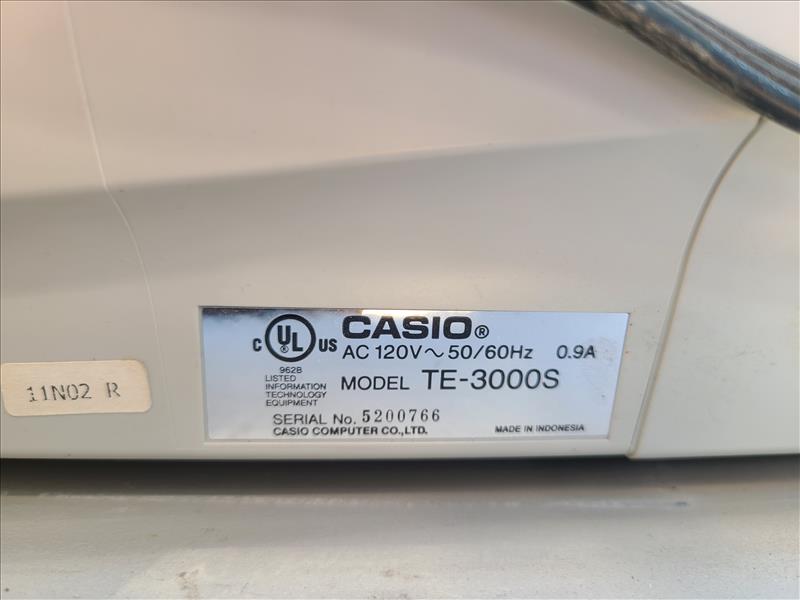 11N02 R
C UL® US CASIO®
AC 120V ~ 50/60Hz 0.9A
962B
LISTED
INFORMATION
TECHNOLOGY
EQUIPMENT
MODEL TE-3000S
SERIAL No. 5200766
CASIO COMPUTER CO.,LTD. MADE IN INDONESIA